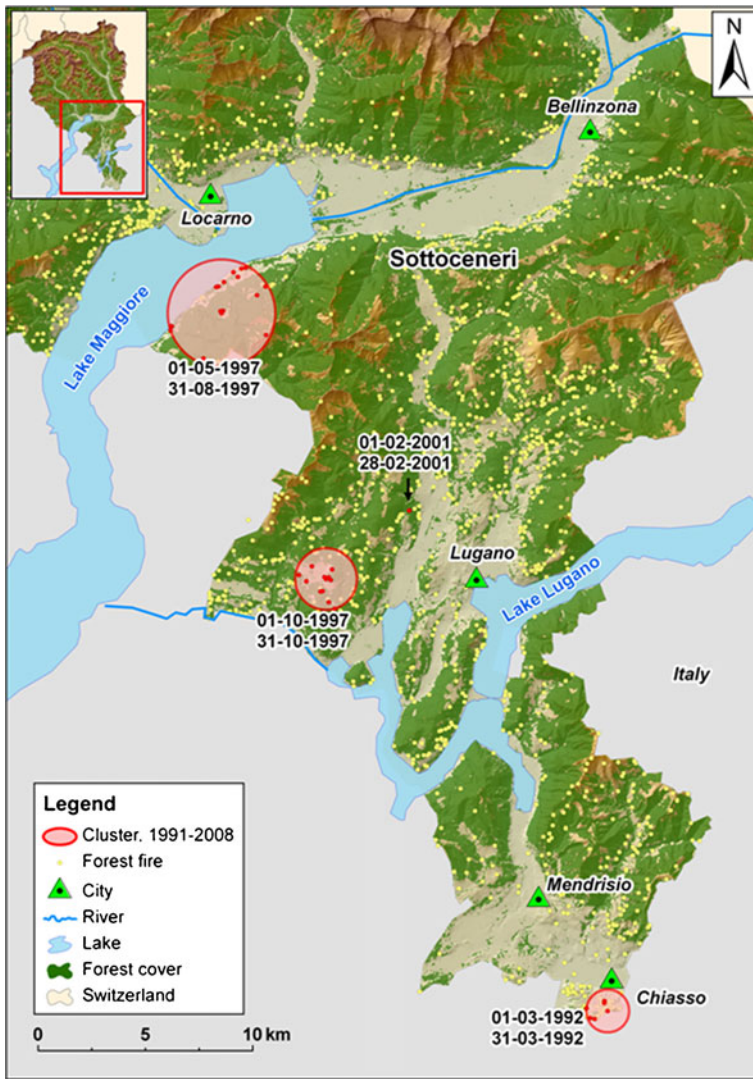 N
Bellinzona
Locarno
Sottoceneri
Lake Maggiore
01-05-1997
31-08-1997
01-02-2001
28-02-2001
Lugano
Lake Lugano
01-10-1997
31-10-1997
Italy
Legend
Cluster. 1991-2008
Forest fire
City
River
Lake
Forest cover
Switzerland
Mendrisio
Chiasso
01-03-1992
31-03-1992
0 5 10 km